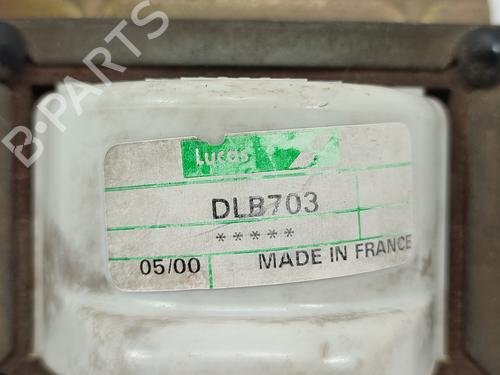 B-PARTS
Lucas
DLB703
*****
05/00 MADE IN FRANCE